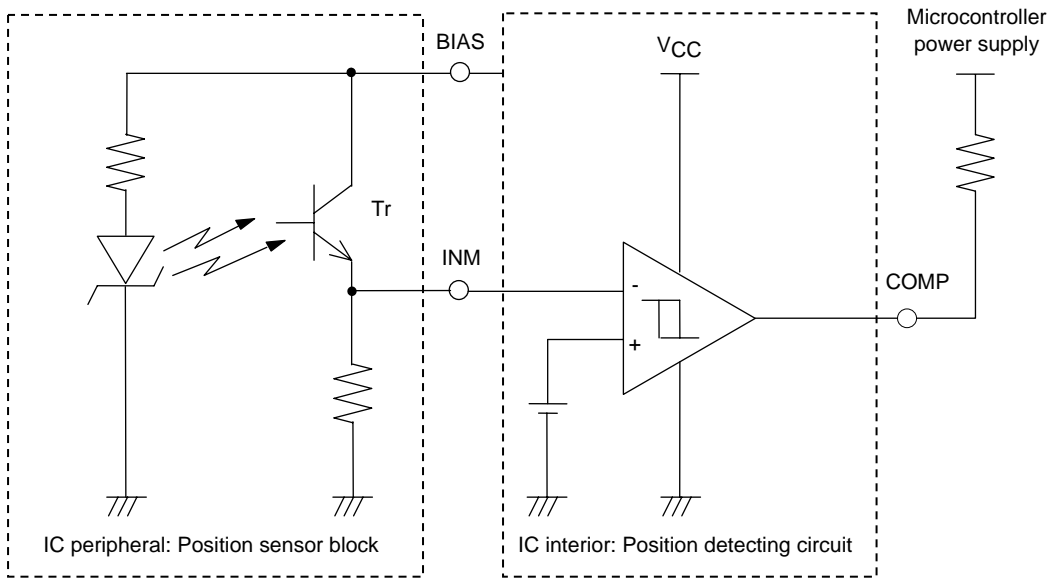 Microcontroller
power supply
BIAS
VCC
Tr
INM
-
+
COMP
IC peripheral: Position sensor block
IC interior: Position detecting circuit